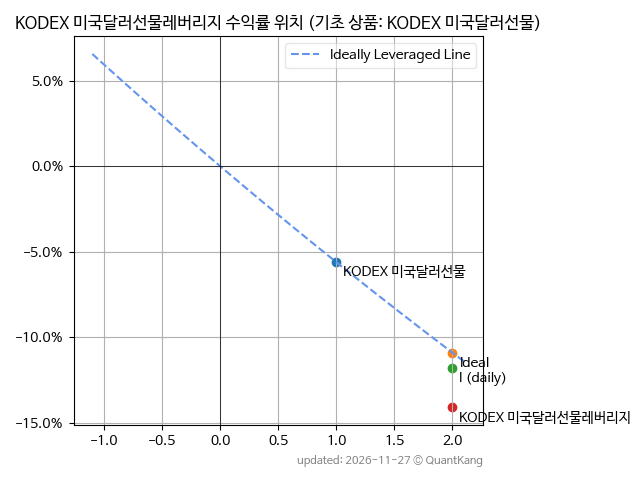 KODEX 미국달러선물레버리지 수익률 위치 (기초 상품: KODEX 미국달러선물)
Ideally Leveraged Line
5.0%
0.0%
-5.0%
KODEX 미국달러선물
-10.0%
Ideal
l (daily)
KODEX 미국달러선물레버리지
-15.0%
-1.0 -0.5 0.0 0.5 1.0 1.5 2.0
updated: 2026-11-27 © QuantKang